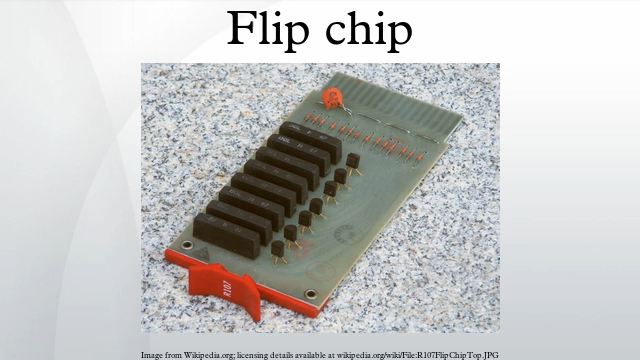 Flip chip
R107
Image from Wikipedia.org; licensing details available at wikipedia.org/wiki/File:R107FlipChipTop.JPG